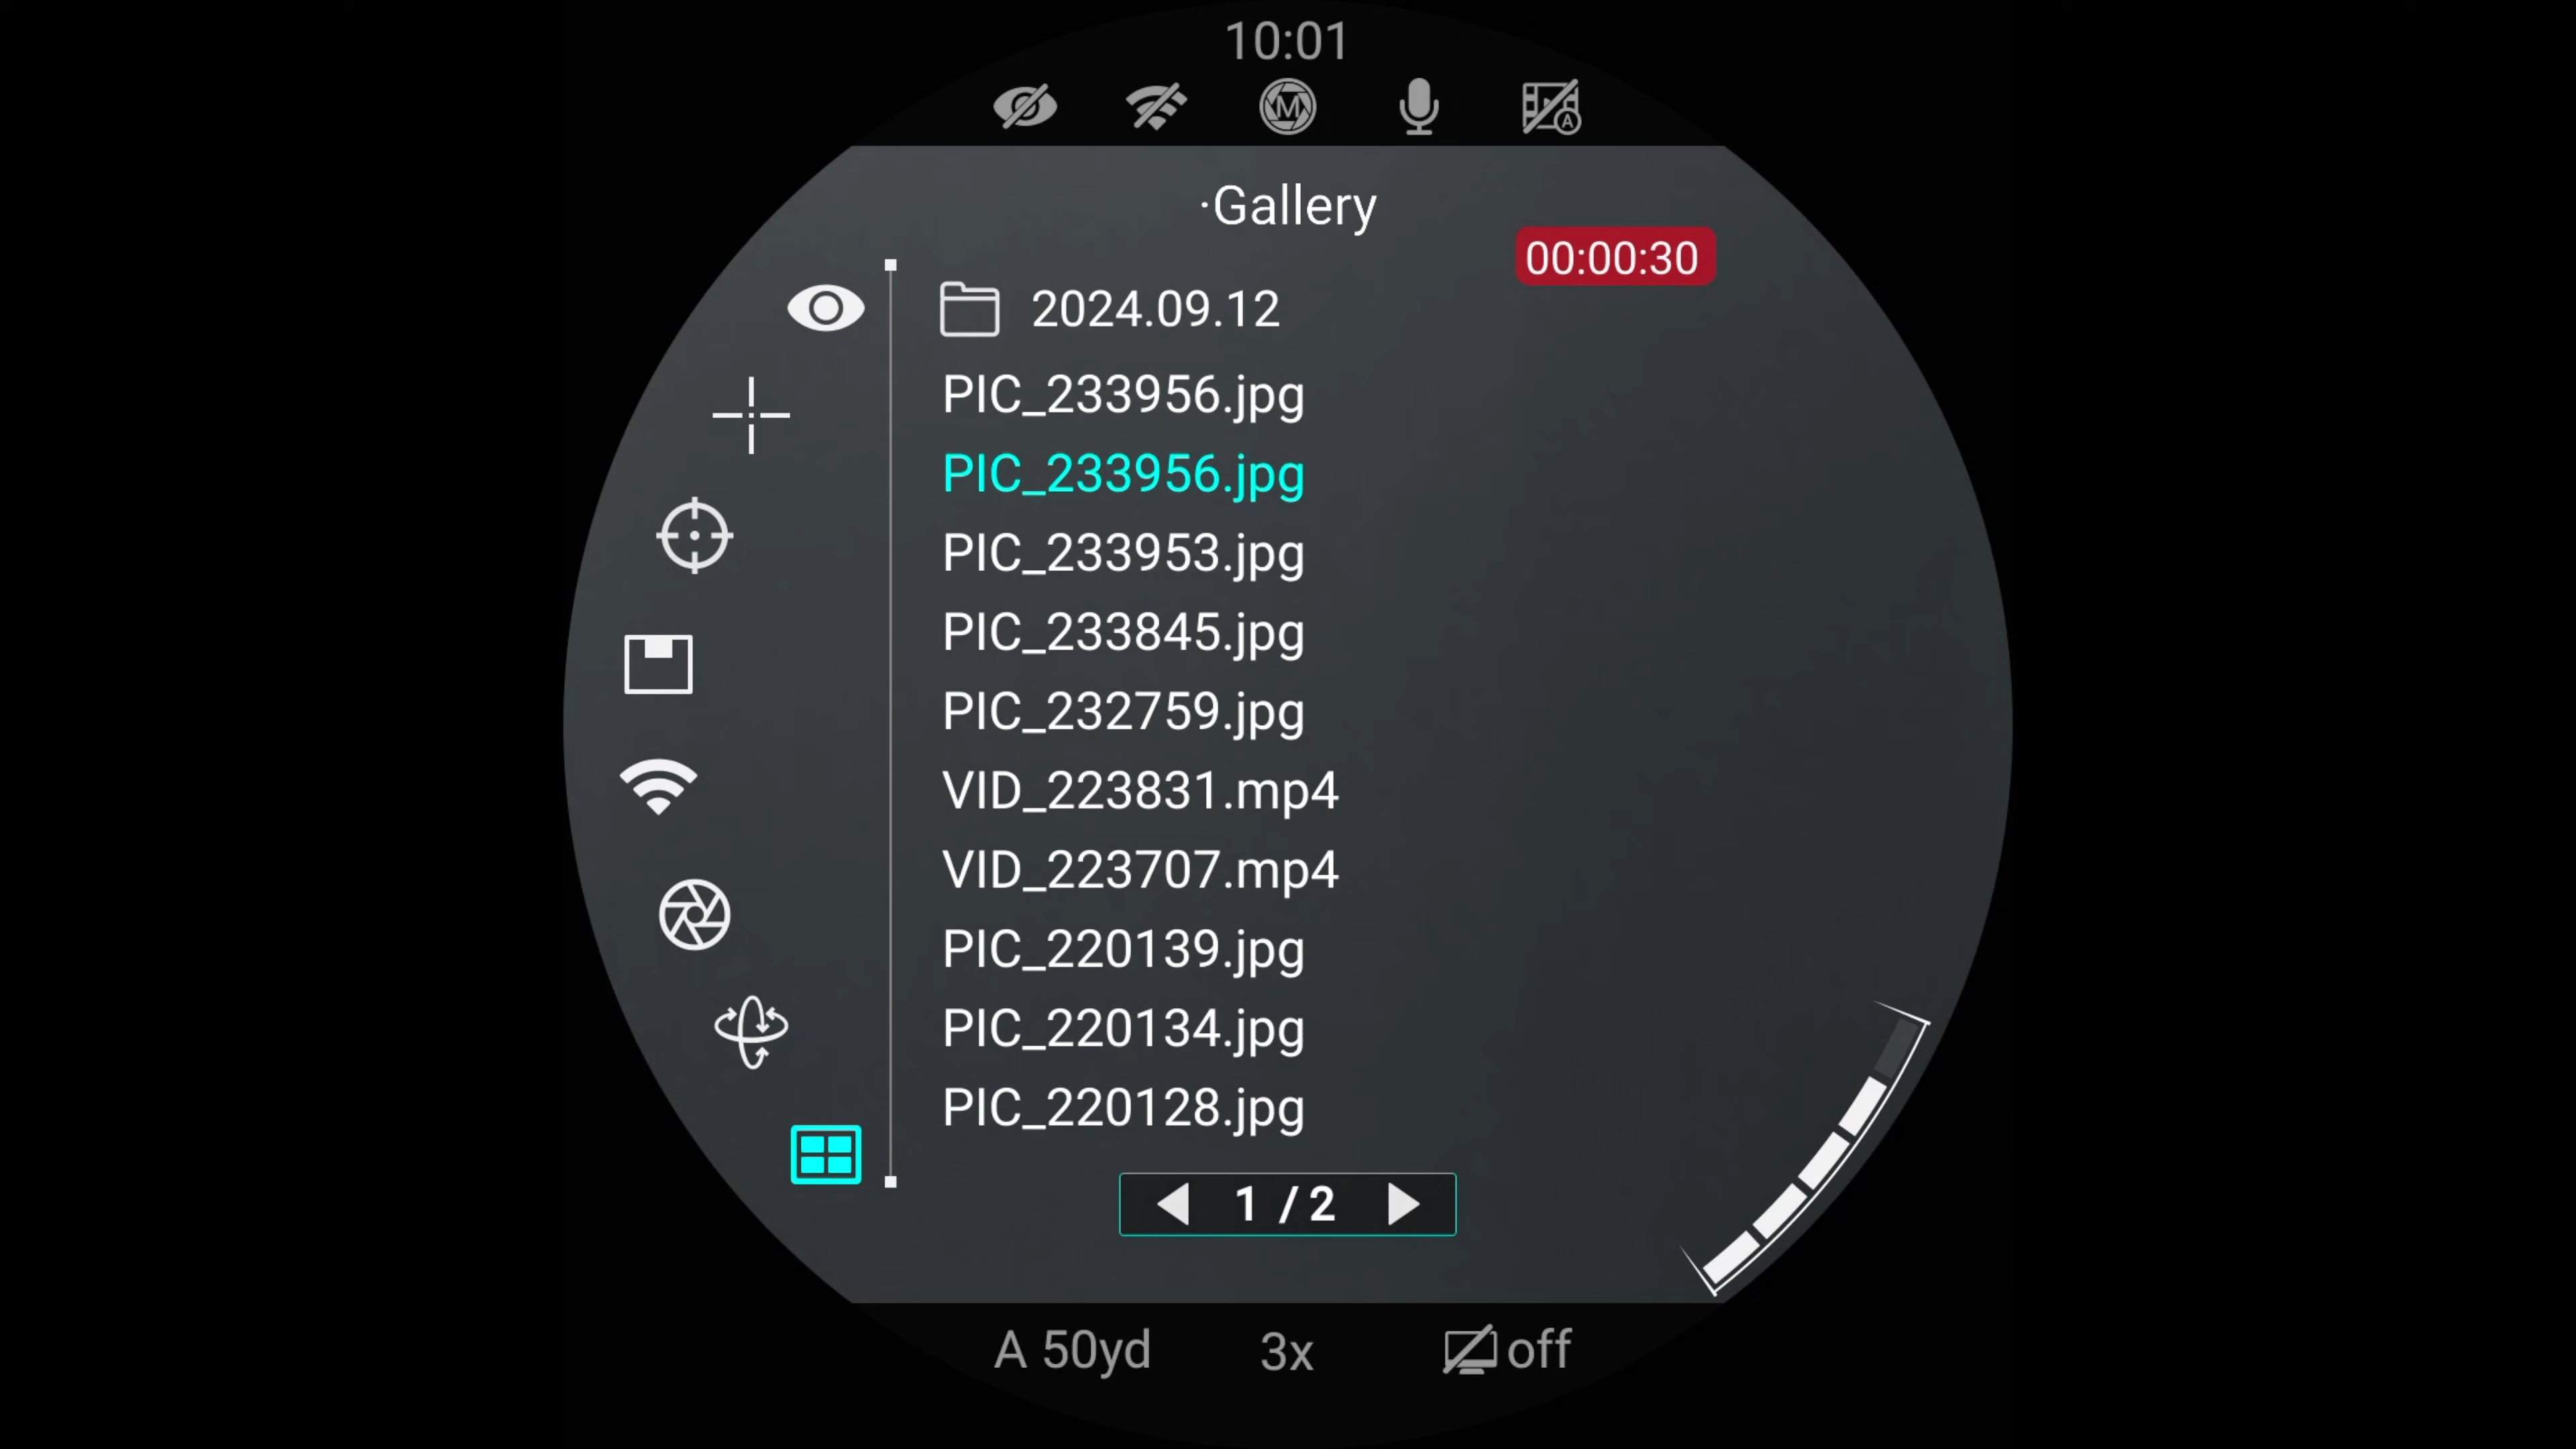 10:01
M
A
·Gallery
00:00:30
2024.09.12
PIC_233956.jpg
PIC_233956.jpg
PIC_233953.jpg
PIC_233845.jpg
PIC_232759.jpg
VID_223831.mp4
VID_223707.mp4
PIC_220139.jpg
PIC_220134.jpg
PIC_220128.jpg
1 / 2
A 50yd 3x off